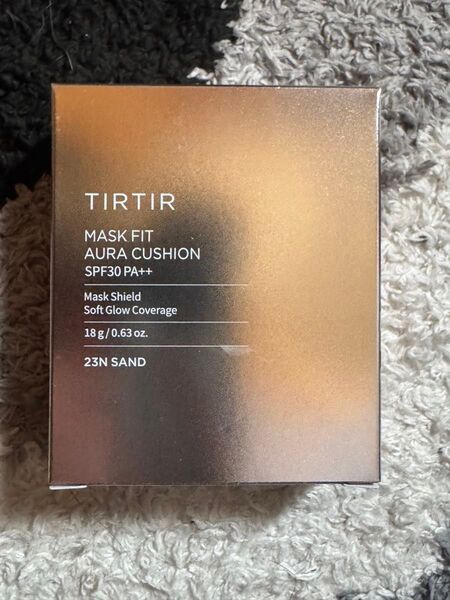 TIRTIR
MASK FIT
AURA CUSHION
SPF30 PA++
Mask Shield
Soft Glow Coverage
18 g / 0.63 oz.
23N SAND